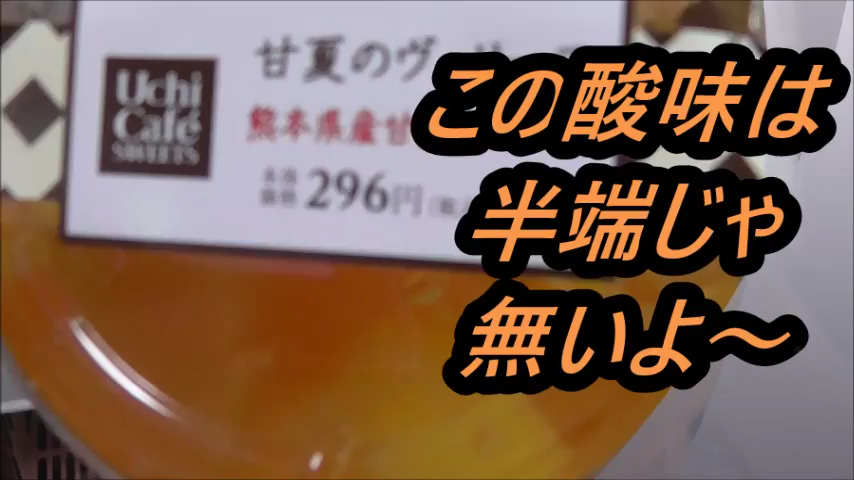 Uchi
Café
SWEETS
甘夏のヴ
熊本県産甘
296円
この酸味は
半端じゃ
無いよ～